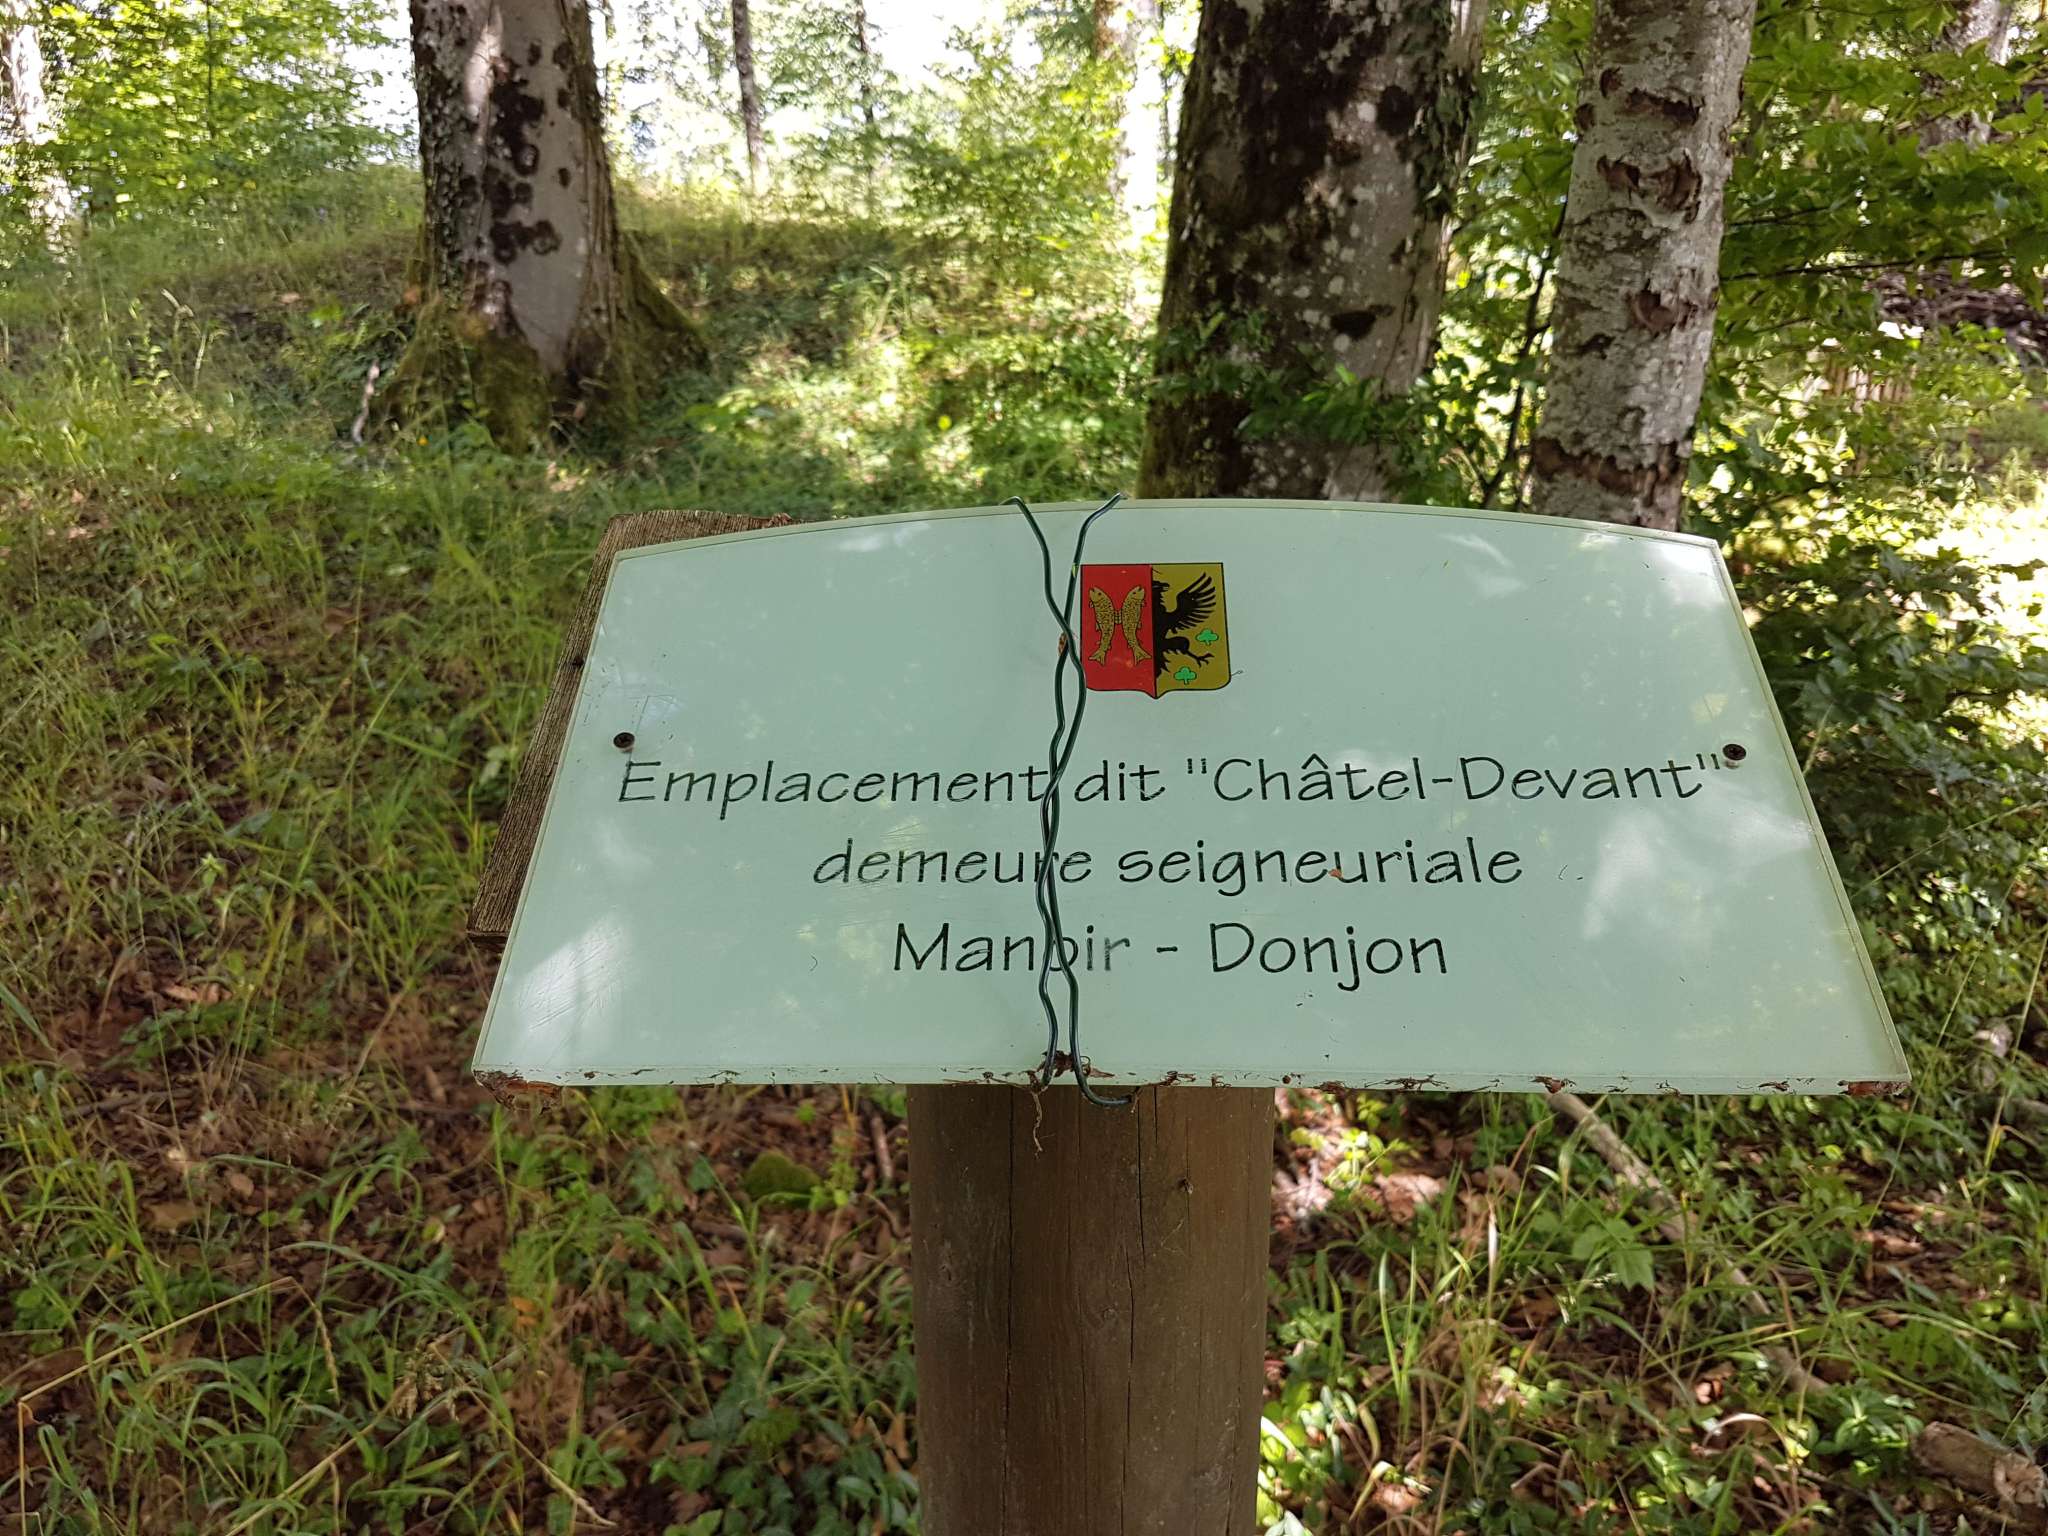 Emplacement dit "Châtel-Devant"
demeure seigneuriale
Manoir - Donjon